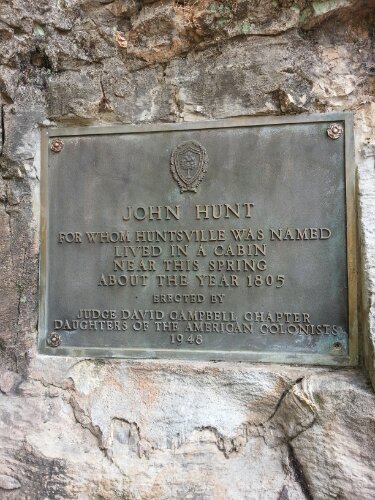 JOHN HUNT
FOR WHOM HUNTSVILLE WAS NAMED
LIVED IN A CABIN
NEAR THIS SPRING
ABOUT THE YEAR 1805
ERECTED BY
JUDGE DAVID CAMPBELL CHAPTER
DAUGHTERS OF THE AMERICAN COLONISTS
1948